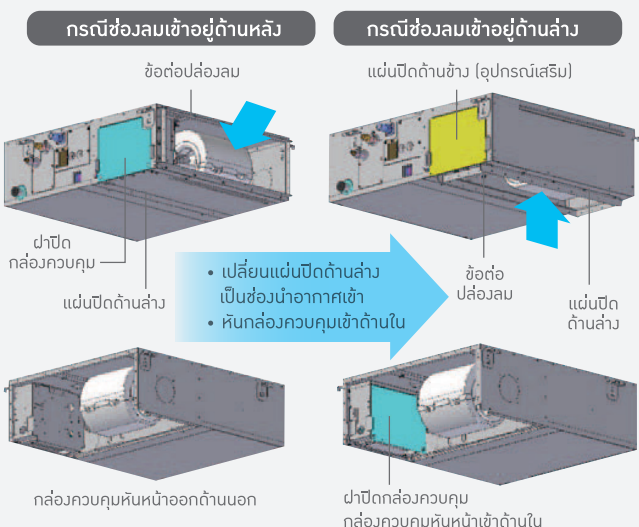 กรณีช่องลมเข้าอยู่ด้านหลัง
กรณีช่องลมเข้าอยู่ด้านล่าง
ข้อต่อปล่องลม
แผ่นปิดด้านข้าง (อุปกรณ์เสริม)
ฝาปิด
กล่องควบคุม
แผ่นปิดด้านล่าง
• เปลี่ยนแผ่นปิดด้านล่าง
เป็นช่องนำอากาศเข้า
• หันกล่องควบคุมเข้าด้านใน
ข้อต่อ
ปล่องลม
แผ่นปิด
ด้านล่าง
กล่องควบคุมหันหน้าออกด้านนอก
ฝาปิดกล่องควบคุม
กล่องควบคุมหันหน้าเข้าด้านใน